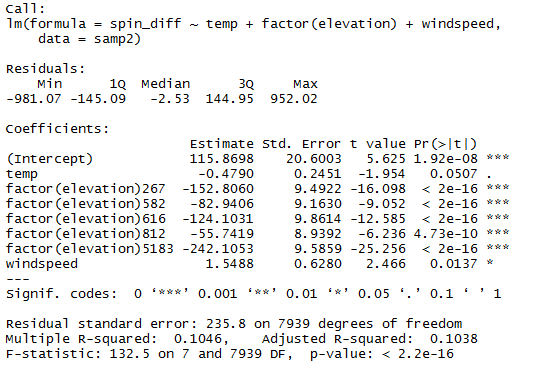 Call:
lm(formula = spin_diff ~ temp + factor(elevation) + windspeed,
    data = samp2)
Residuals:
    Min      1Q  Median      3Q     Max
-981.07 -145.09   -2.53  144.95  952.02
Coefficients:
                       Estimate Std. Error t value Pr(>|t|)
(Intercept)            115.8698    20.6003   5.625 1.92e-08 ***
temp                    -0.4790     0.2451  -1.954   0.0507 .
factor(elevation)267  -152.8060     9.4922 -16.098  < 2e-16 ***
factor(elevation)582   -82.9406     9.1630  -9.052  < 2e-16 ***
factor(elevation)616  -124.1031     9.8614 -12.585  < 2e-16 ***
factor(elevation)812   -55.7419     8.9392  -6.236 4.73e-10 ***
factor(elevation)5183 -242.1053     9.5859 -25.256  < 2e-16 ***
windspeed                1.5488     0.6280   2.466   0.0137 *
---
Signif. codes:  0 ‘***’ 0.001 ‘**’ 0.01 ‘*’ 0.05 ‘.’ 0.1 ‘ ’ 1
Residual standard error: 235.8 on 7939 degrees of freedom
Multiple R-squared:  0.1046,    Adjusted R-squared:  0.1038
F-statistic: 132.5 on 7 and 7939 DF,  p-value: < 2.2e-16